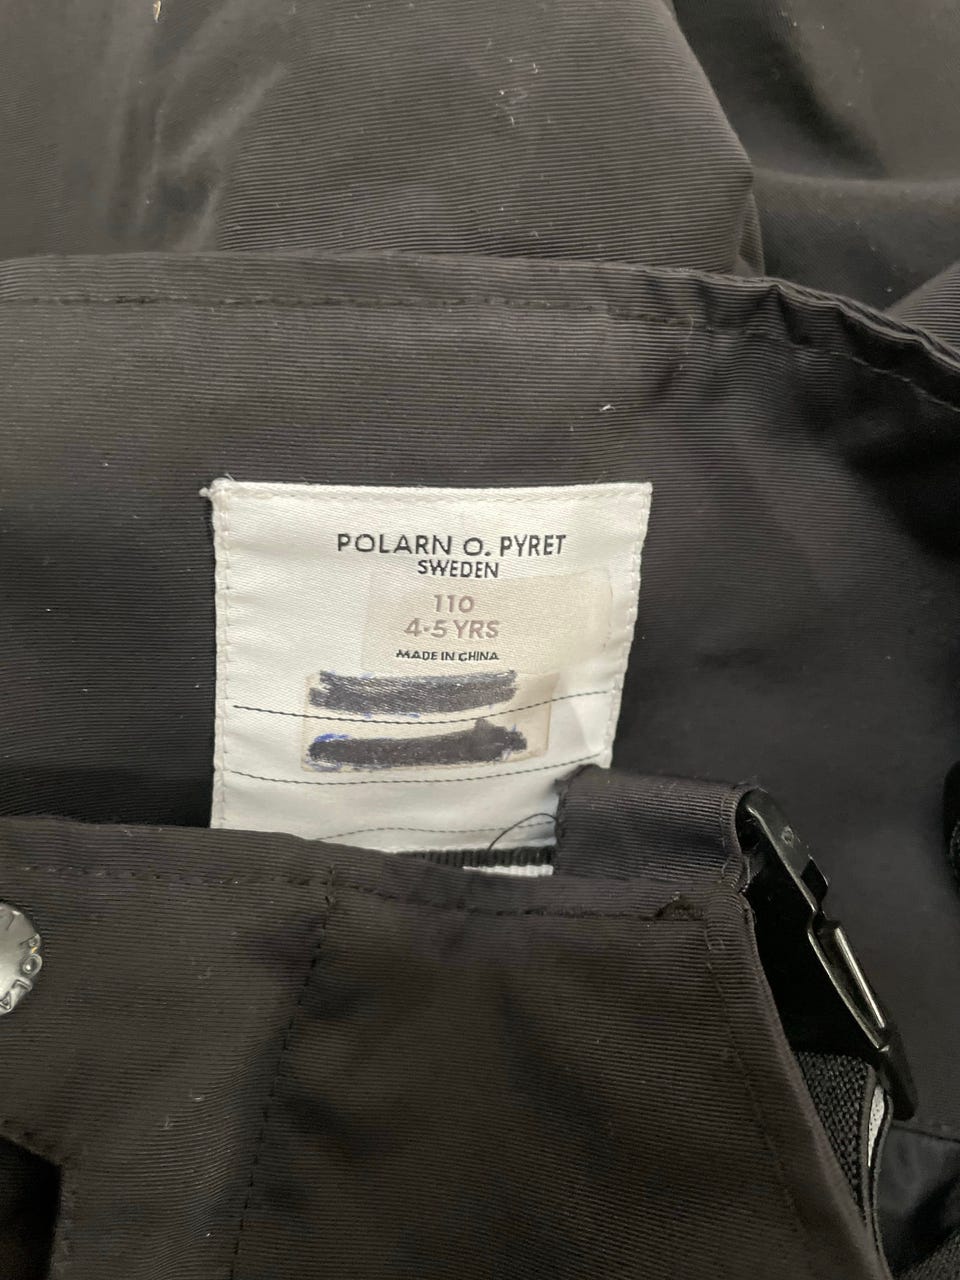 POLARN O. PYRET
SWEDEN
110
4-5 YRS
MADE IN CHINA